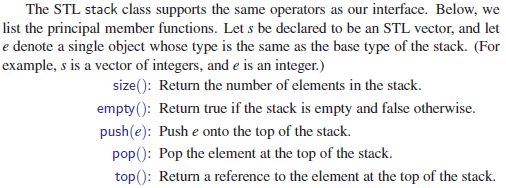 The STL stack class supports the same operators as our interface. Below, we
list the principal member functions. Let s be declared to be an STL vector, and let
e denote a single object whose type is the same as the base type of the stack. (For
example, s is a vector of integers, and e is an integer.)
size(): Return the number of elements in the stack.
empty(): Return true if the stack is empty and false otherwise.
push(e): Push e onto the top of the stack.
pop(): Pop the element at the top of the stack.
top(): Return a reference to the element at the top of the stack.